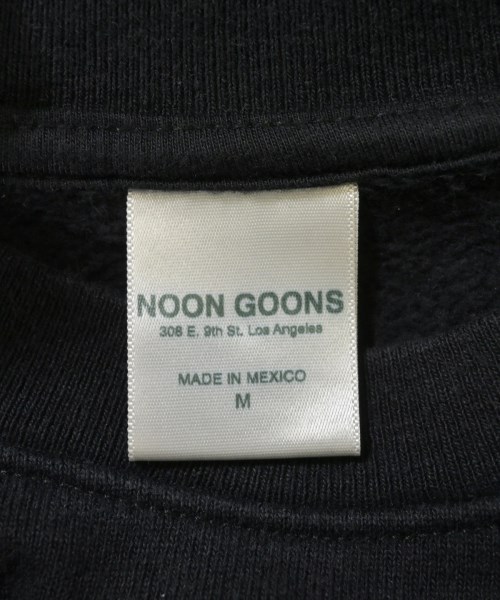 NOON GOONS
308 E. 9th St. Los Angeles
MADE IN MEXICO
M